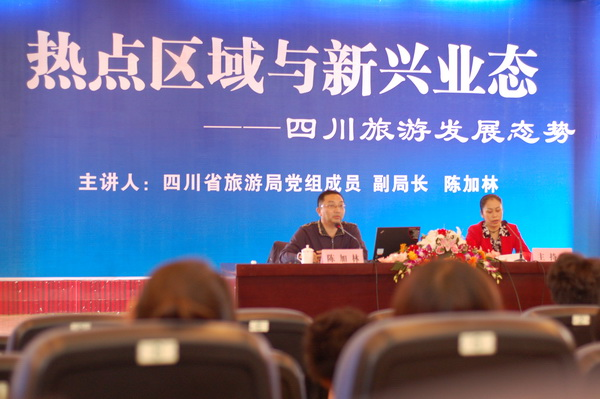 热点区域与新兴业态
——四川旅游发展态势
主讲人：四川省旅游局党组成员 副局长 陈加林
陈加林